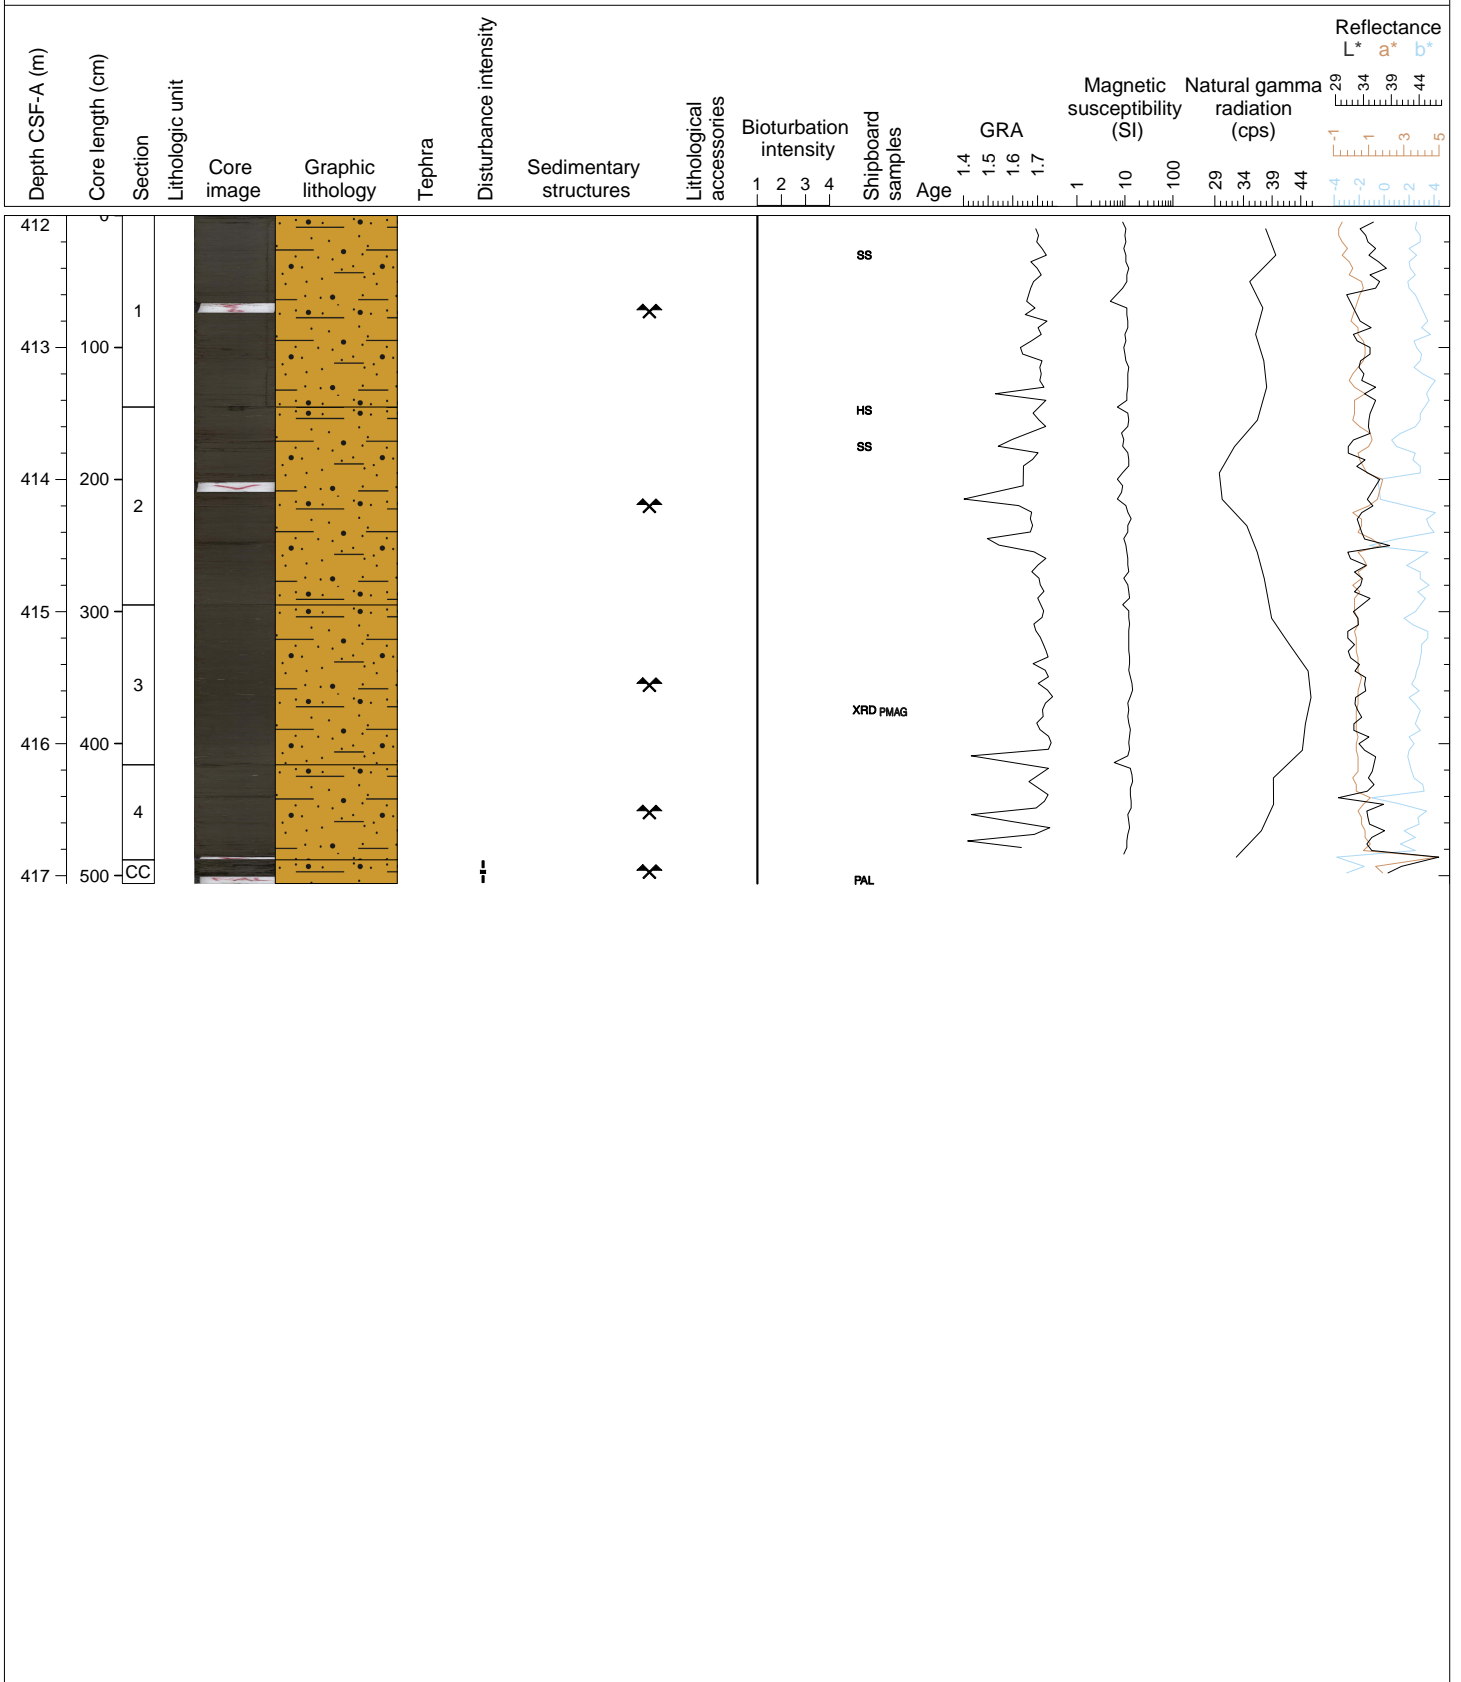 Depth CSF-A (m)
Core length (cm)
Section
Lithologic unit
Core
image
Graphic
lithology
Tephra
Disturbance intensity
Sedimentary
structures
Lithological
accessories
Bioturbation
intensity
1 2 3 4
Shipboard
samples
Age
GRA
1.4 1.5 1.6 1.7
Magnetic
susceptibility
(SI)
1 10 100
Natural gamma
radiation
(cps)
29 34 39 44
Reflectance
L* a* b*
29 34 39 44
-1 1 3 5
-4 -2 0 2 4
412 0
SS
1
413 100
HS
SS
414 200
2
415 300
3
XRD PMAG
416 400
4
417 500 CC
PAL